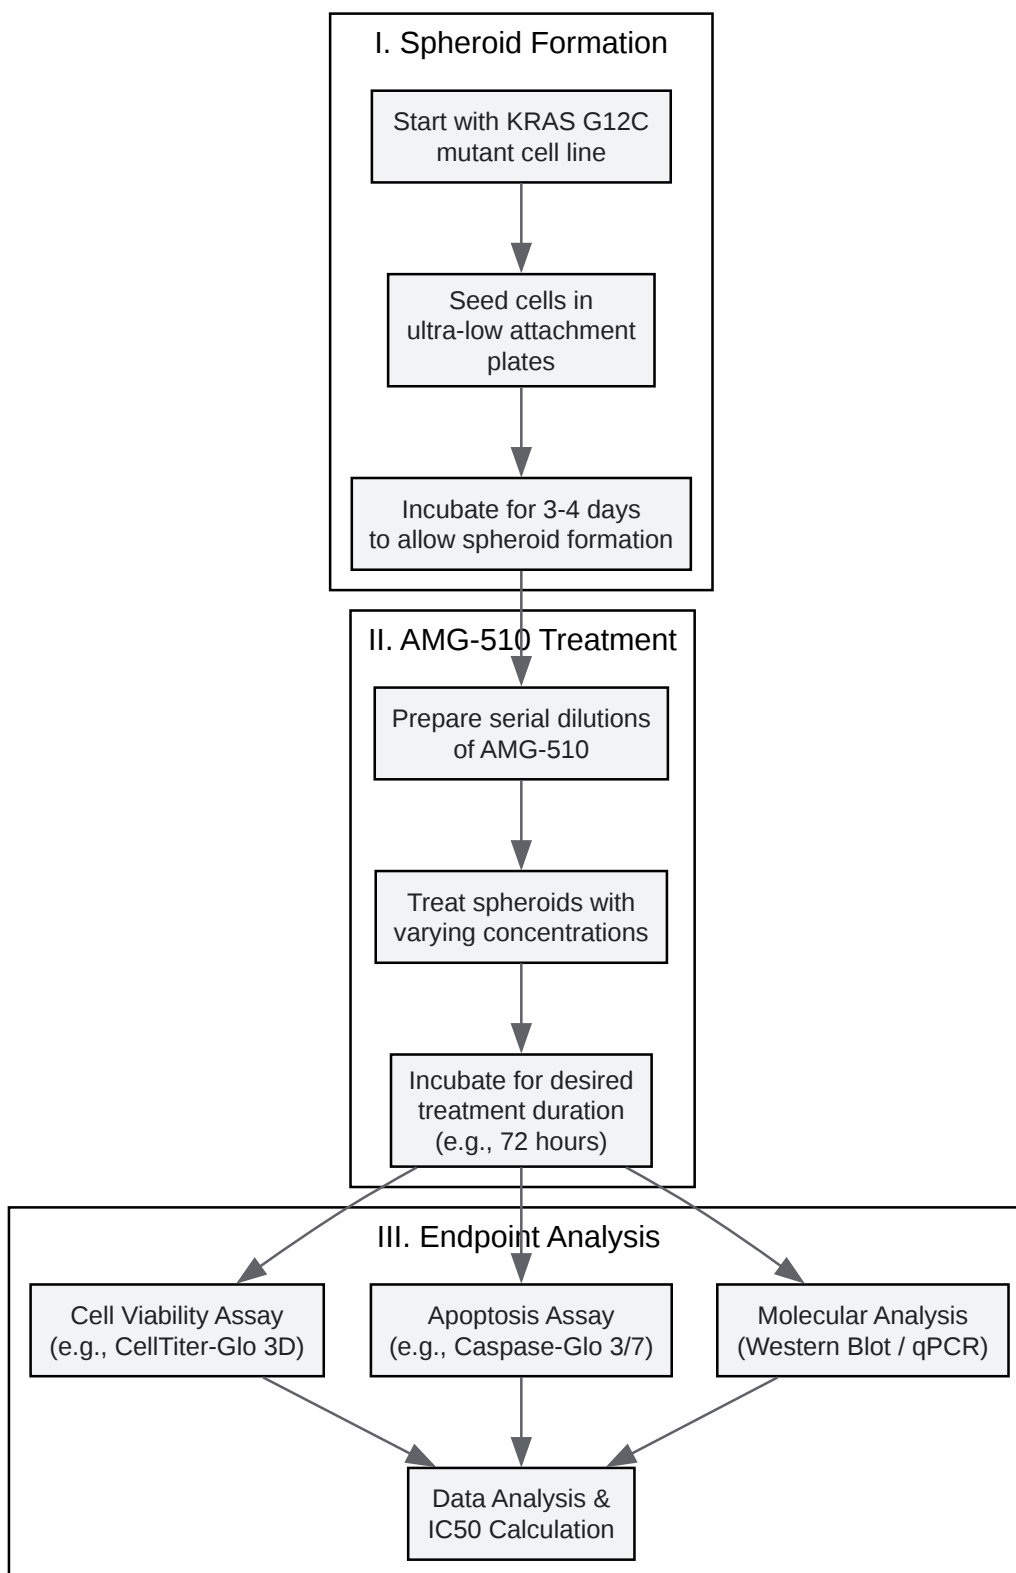 I. Spheroid Formation
Start with KRAS G12C
mutant cell line
Seed cells in
ultra-low attachment
plates
Incubate for 3-4 days
to allow spheroid formation
II. AMG-510 Treatment
Prepare serial dilutions
of AMG-510
Treat spheroids with
varying concentrations
Incubate for desired
treatment duration
(e.g., 72 hours)
III. Endpoint Analysis
Cell Viability Assay
(e.g., CellTiter-Glo 3D)
Apoptosis Assay
(e.g., Caspase-Glo 3/7)
Molecular Analysis
(Western Blot / qPCR)
Data Analysis &
IC50 Calculation